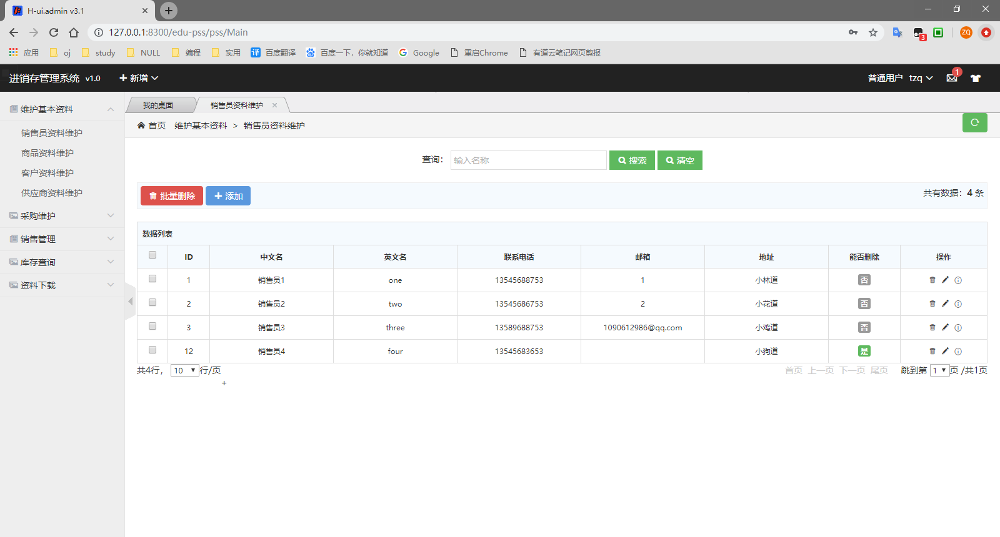 H-ui.admin v3.1
127.0.0.1:8300/edu-pss/pss/Main
ZQ
3
应用 oj study NULL 编程 实用 译 百度翻译 百度一下，你就知道 Google 重启Chrome 有道云笔记网页剪报
进销存管理系统 v1.0 新增 普通用户 tzq 1
维护基本资料
销售员资料维护
商品资料维护
客户资料维护
供应商资料维护
采购维护
销售管理
库存查询
资料下载
我的桌面 销售员资料维护
首页 维护基本资料 > 销售员资料维护
查询： 输入名称 搜索 清空
批量删除 添加 共有数据：4 条
数据列表
ID 中文名 英文名 联系电话 邮箱 地址 能否删除 操作
1 销售员1 one 13545688753 1 小林道 否
2 销售员2 two 13545686753 2 小花道 否
3 销售员3 three 13589688753 1090612986@qq.com 小鸡道 否
12 销售员4 four 13545683653 小狗道 是
共4行， 10 行/页 首页 上一页 下一页 尾页 跳到第 1 页 /共1页